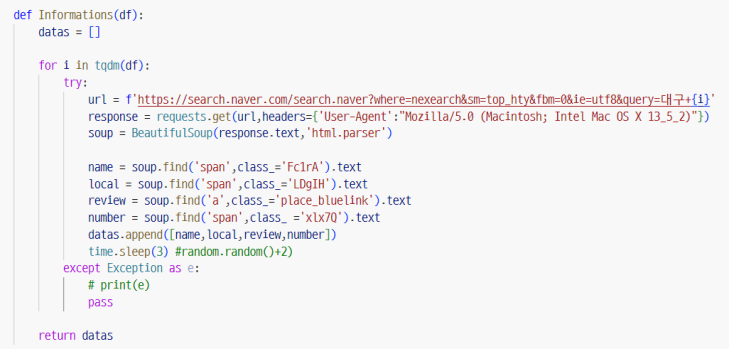 def Informations(df):
    datas = []

    for i in tqdm(df):
        try:
            url = f'https://search.naver.com/search.naver?where=nexearch&sm=top_hty&fbm=0&ie=utf8&query=대구+{i}'
            response = requests.get(url,headers={'User-Agent':"Mozilla/5.0 (Macintosh; Intel Mac OS X 13_5_2)"})
            soup = BeautifulSoup(response.text,'html.parser')

            name = soup.find('span',class_='Fc1rA').text
            local = soup.find('span',class_='LDgIH').text
            review = soup.find('a',class_='place_bluelink').text
            number = soup.find('span',class_ ='xlx7Q').text
            datas.append([name,local,review,number])
            time.sleep(3) #random.random()+2)
        except Exception as e:
            # print(e)
            pass

    return datas